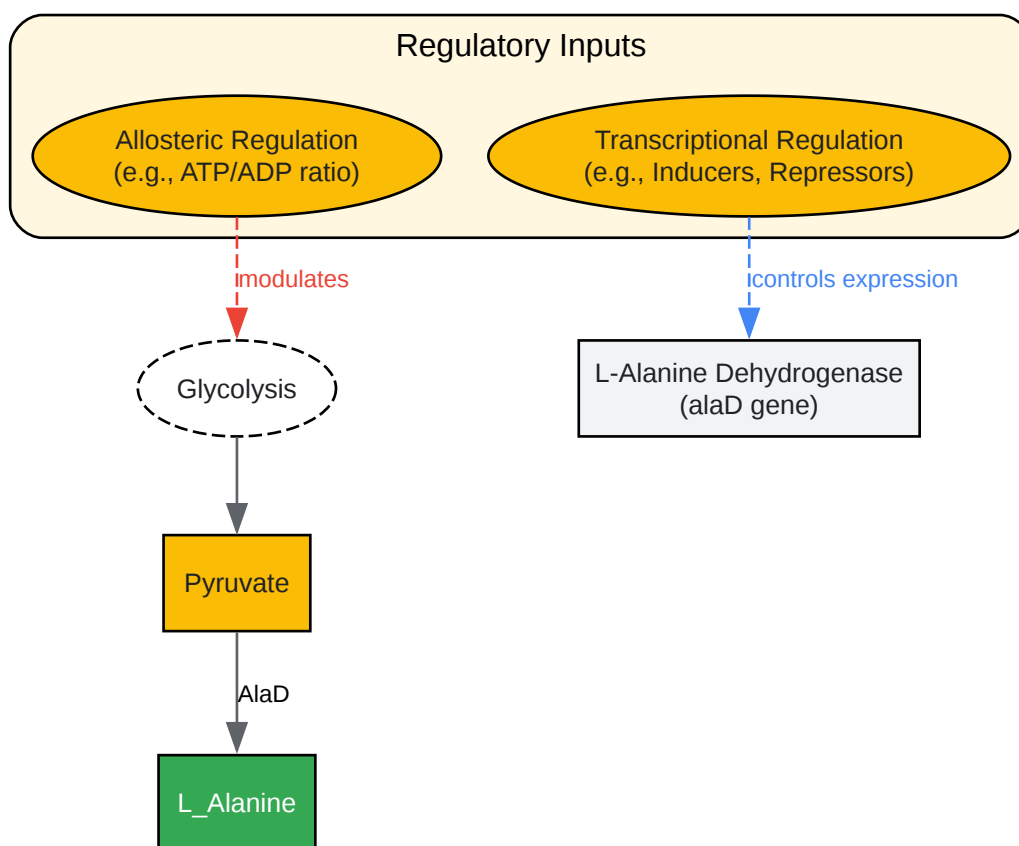 Regulatory Inputs
Allosteric Regulation
(e.g., ATP/ADP ratio)
Transcriptional Regulation
(e.g., Inducers, Repressors)
modulates
controls expression
Glycolysis
L-Alanine Dehydrogenase
(alaD gene)
Pyruvate
AlaD
L_Alanine